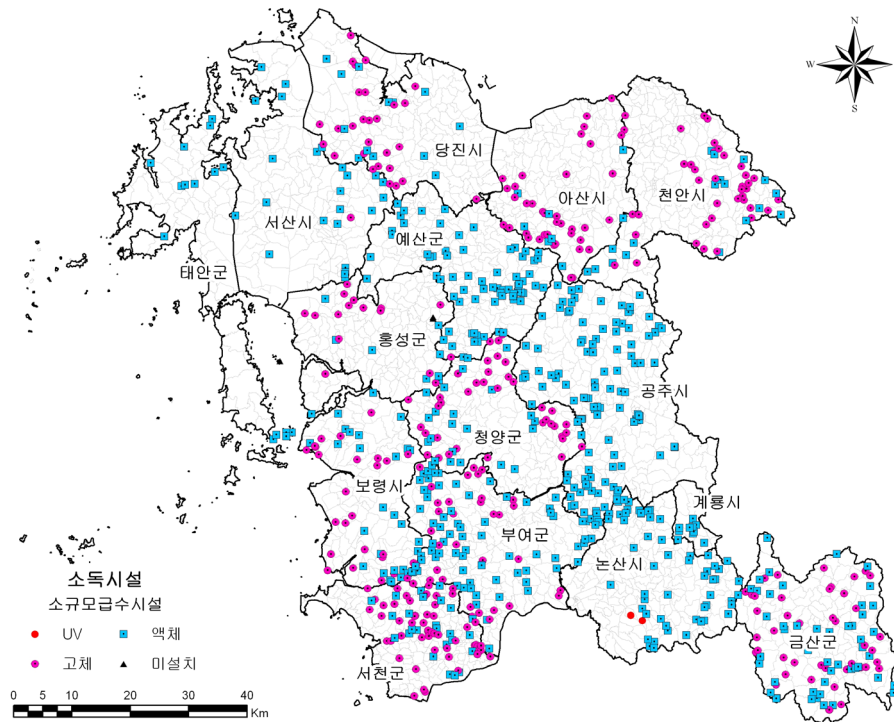 N
W
S
당진시
아산시
천안시
서산시
예산군
태안군
홍성군
공주시
청양군
보령시
계룡시
부여군
논산시
금산군
서천군
소독시설
소규모급수시설
UV 액체
고체 미설치
0 5 10 20 30 40
Km